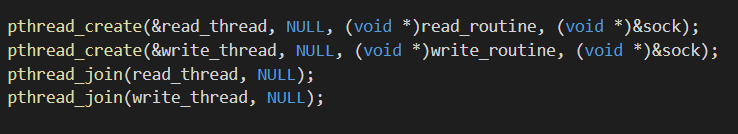 pthread_create(&read_thread, NULL, (void *)read_routine, (void *)&sock);
pthread_create(&write_thread, NULL, (void *)write_routine, (void *)&sock);
pthread_join(read_thread, NULL);
pthread_join(write_thread, NULL);